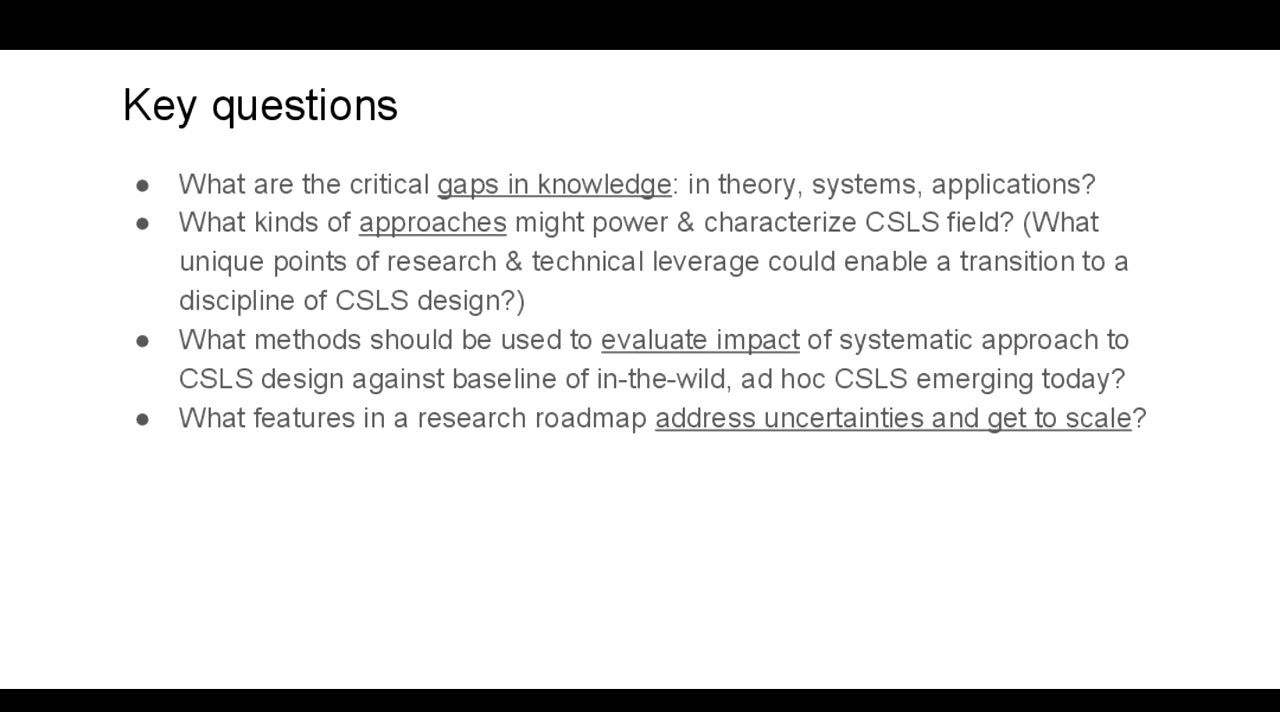 Key questions
● What are the critical gaps in knowledge: in theory, systems, applications?
● What kinds of approaches might power & characterize CSLS field? (What
unique points of research & technical leverage could enable a transition to a
discipline of CSLS design?)
● What methods should be used to evaluate impact of systematic approach to
CSLS design against baseline of in-the-wild, ad hoc CSLS emerging today?
● What features in a research roadmap address uncertainties and get to scale?